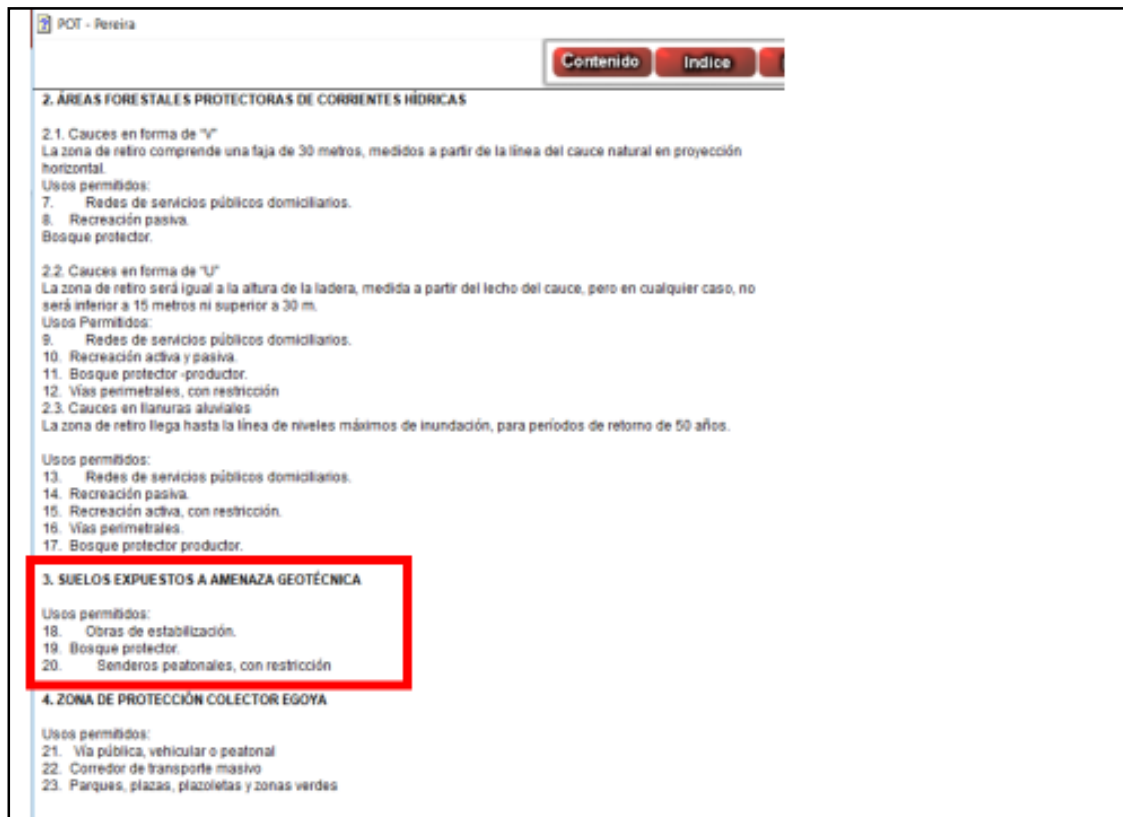 POT - Pereira
Contenido Indice
2. ÁREAS FORESTALES PROTECTORAS DE CORRIENTES HÍDRICAS
2.1. Cauces en forma de "V"
La zona de retiro comprende una faja de 30 metros, medidos a partir de la línea del cauce natural en proyección
horizontal.
Usos permitidos:
7. Redes de servicios públicos domiciliarios.
8. Recreación pasiva.
Bosque protector.
2.2. Cauces en forma de "U"
La zona de retiro será igual a la altura de la ladera, medida a partir del lecho del cauce, pero en cualquier caso, no
será inferior a 15 metros ni superior a 30 m.
Usos Permitidos:
9. Redes de servicios públicos domiciliarios.
10. Recreación activa y pasiva.
11. Bosque protector -productor.
12. Vías perimetrales, con restricción
2.3. Cauces en llanuras aluviales
La zona de retiro llega hasta la línea de niveles máximos de inundación, para períodos de retorno de 50 años.
Usos permitidos:
13. Redes de servicios públicos domiciliarios.
14. Recreación pasiva.
15. Recreación activa, con restricción.
16. Vías perimetrales.
17. Bosque protector productor.
3. SUELOS EXPUESTOS A AMENAZA GEOTÉCNICA
Usos permitidos:
18. Obras de estabilización.
19. Bosque protector.
20. Senderos peatonales, con restricción
4. ZONA DE PROTECCIÓN COLECTOR EGOYA
Usos permitidos:
21. Vía pública, vehicular o peatonal
22. Corredor de transporte masivo
23. Parques, plazas, plazoletas y zonas verdes